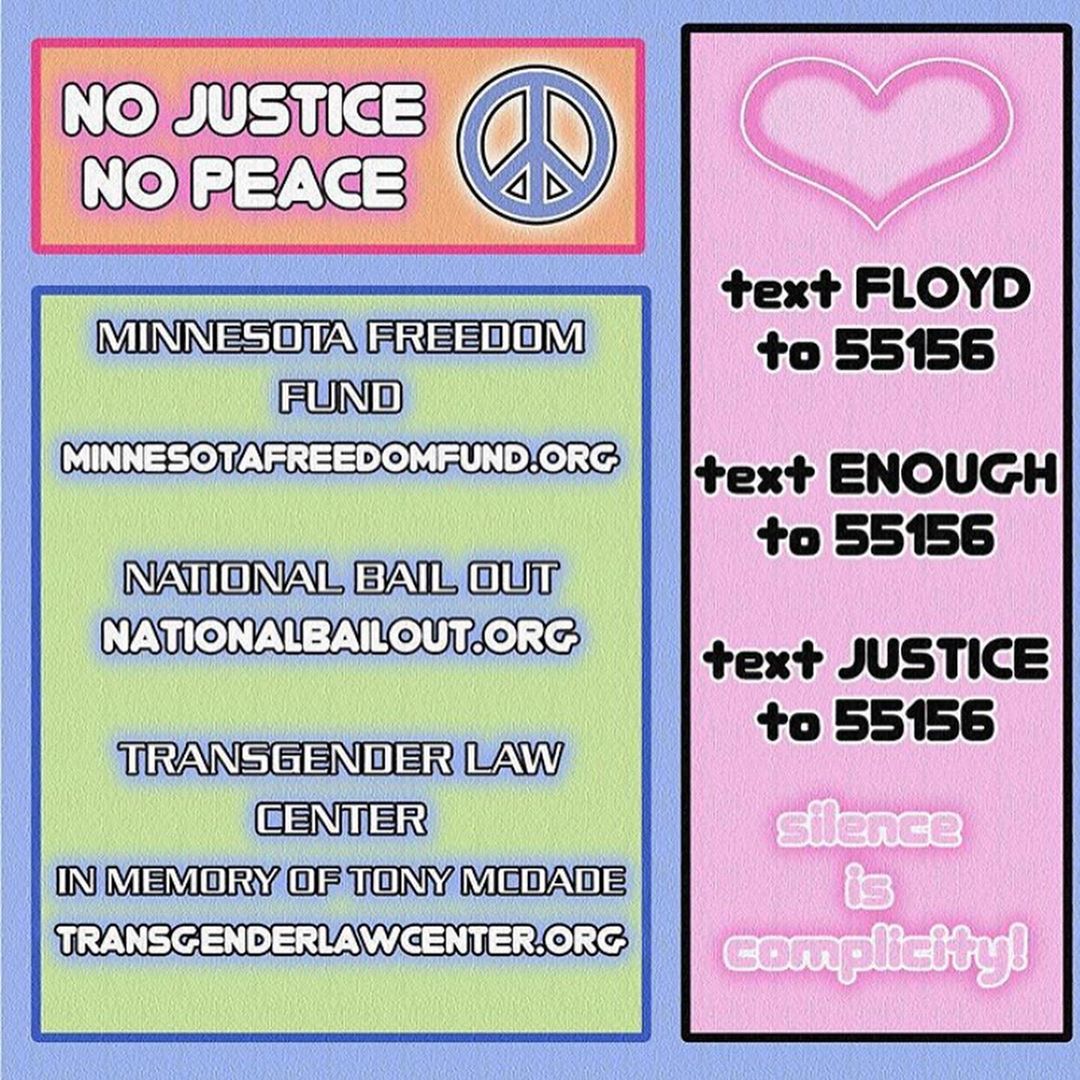 NO JUSTICE
NO PEACE
MINNESOTA FREEDOM
FUND
MINNESOTAFREEDOMFUND.ORG
NATIONAL BAIL OUT
NATIONALBAILOUT.ORG
TRANSGENDER LAW
CENTER
IN MEMORY OF TONY MCDADE
TRANSGENDERLAWCENTER.ORG
text FLOYD
to 55156
text ENOUGH
to 55156
text JUSTICE
to 55156
silence
is
complicity!